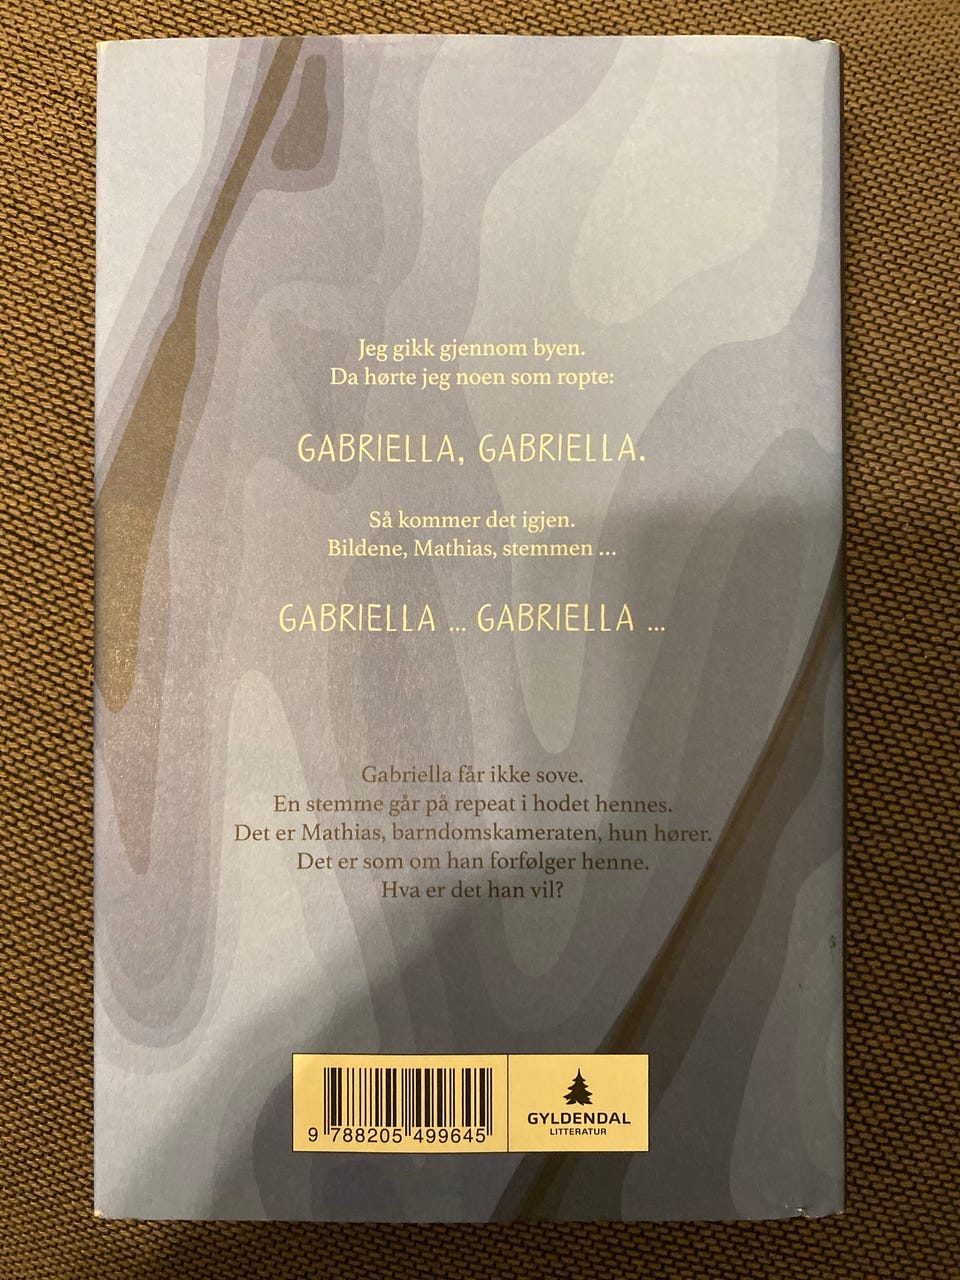 Jeg gikk gjennom byen.
Da hørte jeg noen som ropte:
GABRIELLA, GABRIELLA.
Så kommer det igjen.
Bildene, Mathias, stemmen ...
GABRIELLA ... GABRIELLA ...
Gabriella får ikke sove.
En stemme går på repeat i hodet hennes.
Det er Mathias, barndomskameraten, hun hører.
Det er som om han forfølger henne.
Hva er det han vil?
9 788205 499645
GYLDENDAL
LITTERATUR